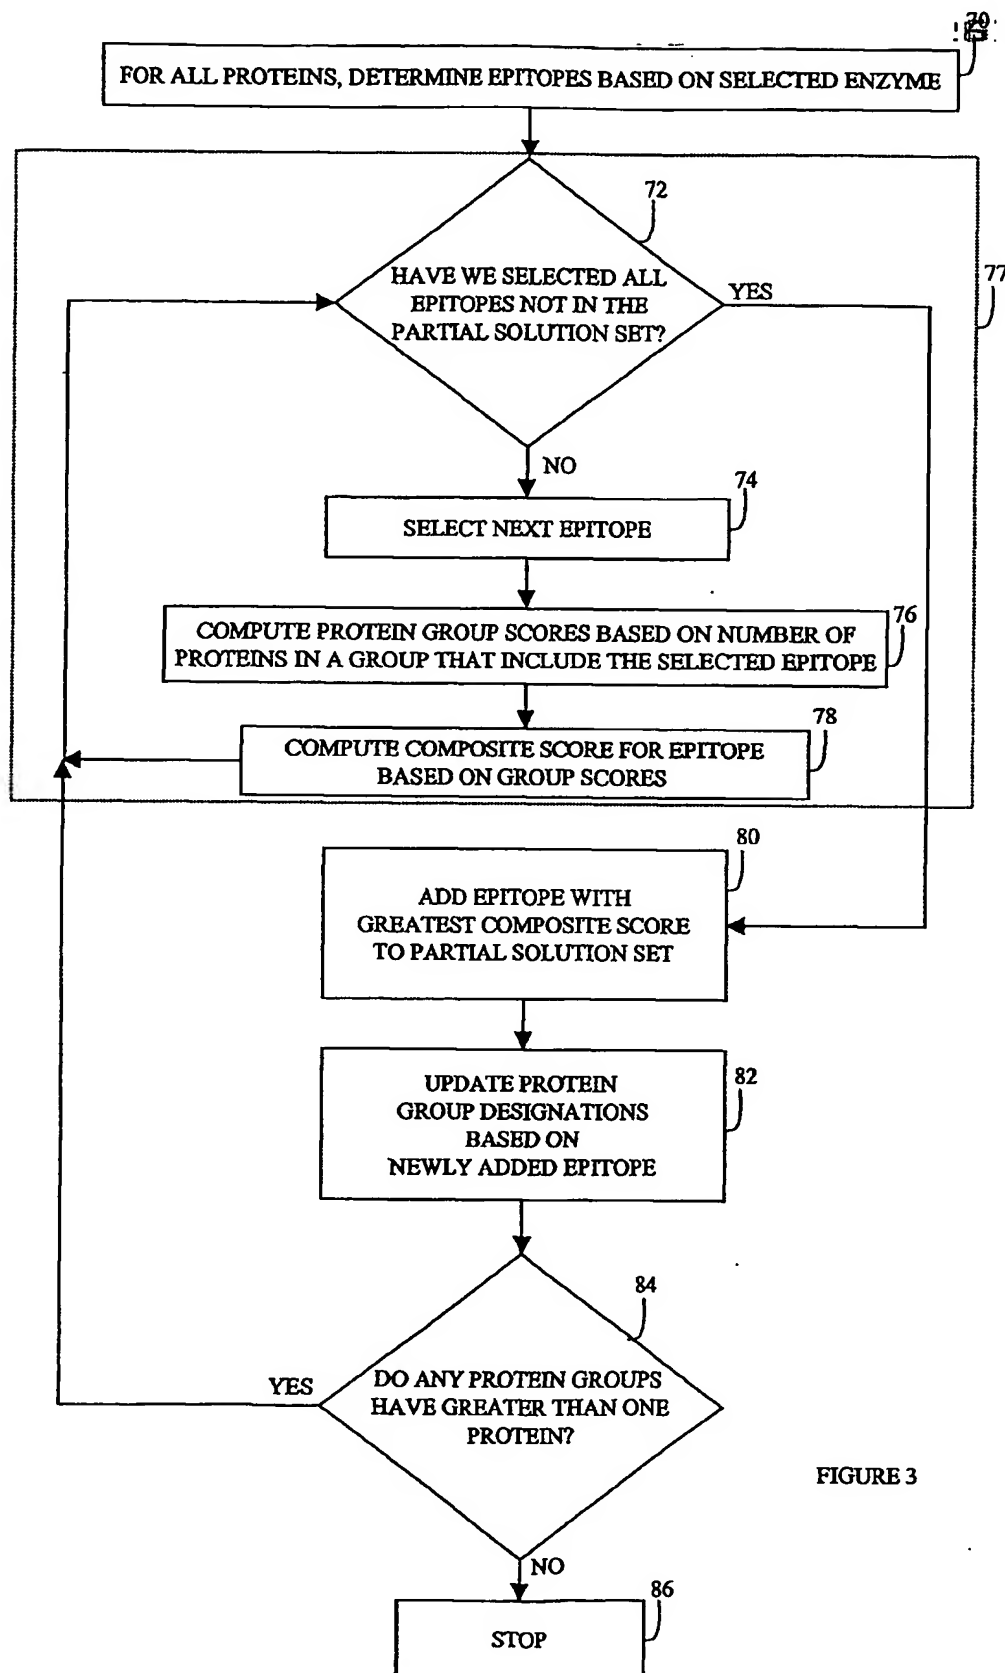 70
FOR ALL PROTEINS, DETERMINE EPITOPES BASED ON SELECTED ENZYME
72
HAVE WE SELECTED ALL
EPITOPES NOT IN THE
PARTIAL SOLUTION SET?
YES
77
NO
74
SELECT NEXT EPITOPE
76
COMPUTE PROTEIN GROUP SCORES BASED ON NUMBER OF
PROTEINS IN A GROUP THAT INCLUDE THE SELECTED EPITOPE
78
COMPUTE COMPOSITE SCORE FOR EPITOPE
BASED ON GROUP SCORES
80
ADD EPITOPE WITH
GREATEST COMPOSITE SCORE
TO PARTIAL SOLUTION SET
82
UPDATE PROTEIN
GROUP DESIGNATIONS
BASED ON
NEWLY ADDED EPITOPE
84
YES
DO ANY PROTEIN GROUPS
HAVE GREATER THAN ONE
PROTEIN?
FIGURE 3
NO
86
STOP